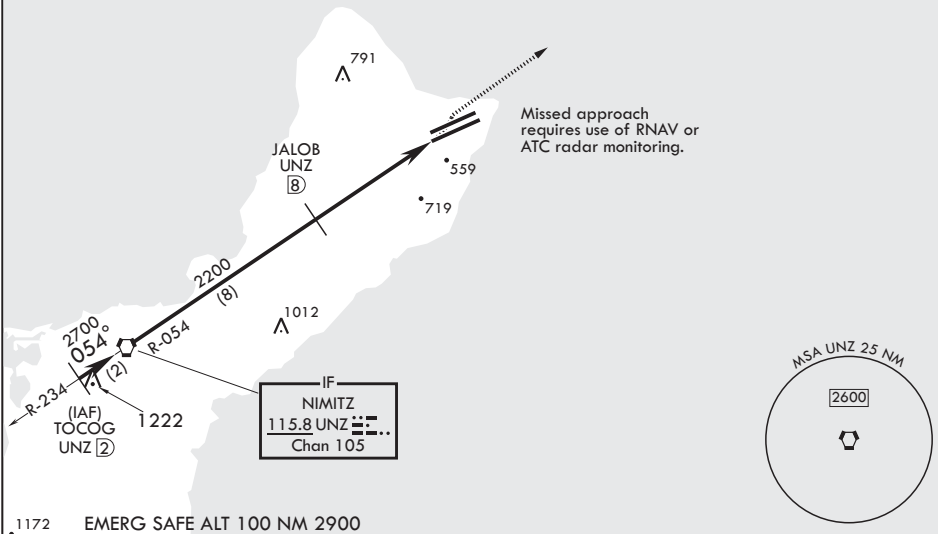 791
Missed approach
requires use of RNAV or
ATC radar monitoring.
JALOB
UNZ
8
559
719
2200
(8)
1012
2700
054°
(2)
R-054
R-234
(IAF)
TOCOG
UNZ 2
1222
IF
NIMITZ
115.8 UNZ
Chan 105
MSA UNZ 25 NM
2600
1172
EMERG SAFE ALT 100 NM 2900